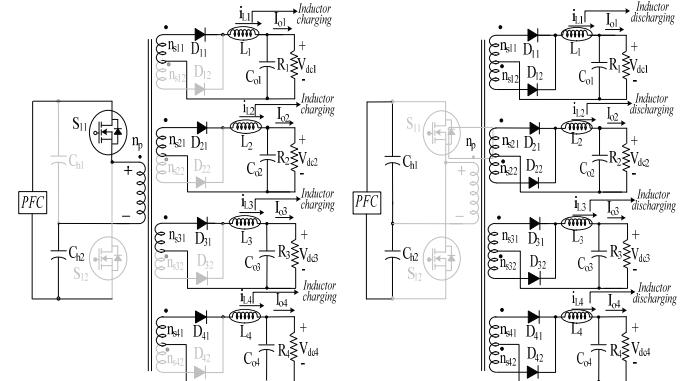 iL1 Io1 Inductor charging
ns11 D11 L1 + R1 Vdc1 -
ns12 D12 Co1
iL2 Io2 Inductor charging
S11 np ns21 D21 L2 + R2 Vdc2 -
Ch1 + ns22 D22 Co2
PFC
- iL3 Io3 Inductor charging
Ch2 S12 ns31 D31 L3 + R3 Vdc3 -
ns32 D32 Co3
iL4 Io4 Inductor charging
ns41 D41 L4 + R4 Vdc4 -
ns42 D42 Co4
iL1 Io1 Inductor discharging
ns11 D11 L1 + R1 Vdc1 -
ns12 D12 Co1
iL2 Io2 Inductor discharging
S11 np ns21 D21 L2 + R2 Vdc2 -
Ch1 + ns22 D22 Co2
PFC
- iL3 Io3 Inductor discharging
Ch2 S12 ns31 D31 L3 + R3 Vdc3 -
ns32 D32 Co3
iL4 Io4 Inductor discharging
ns41 D41 L4 + R4 Vdc4 -
ns42 D42 Co4